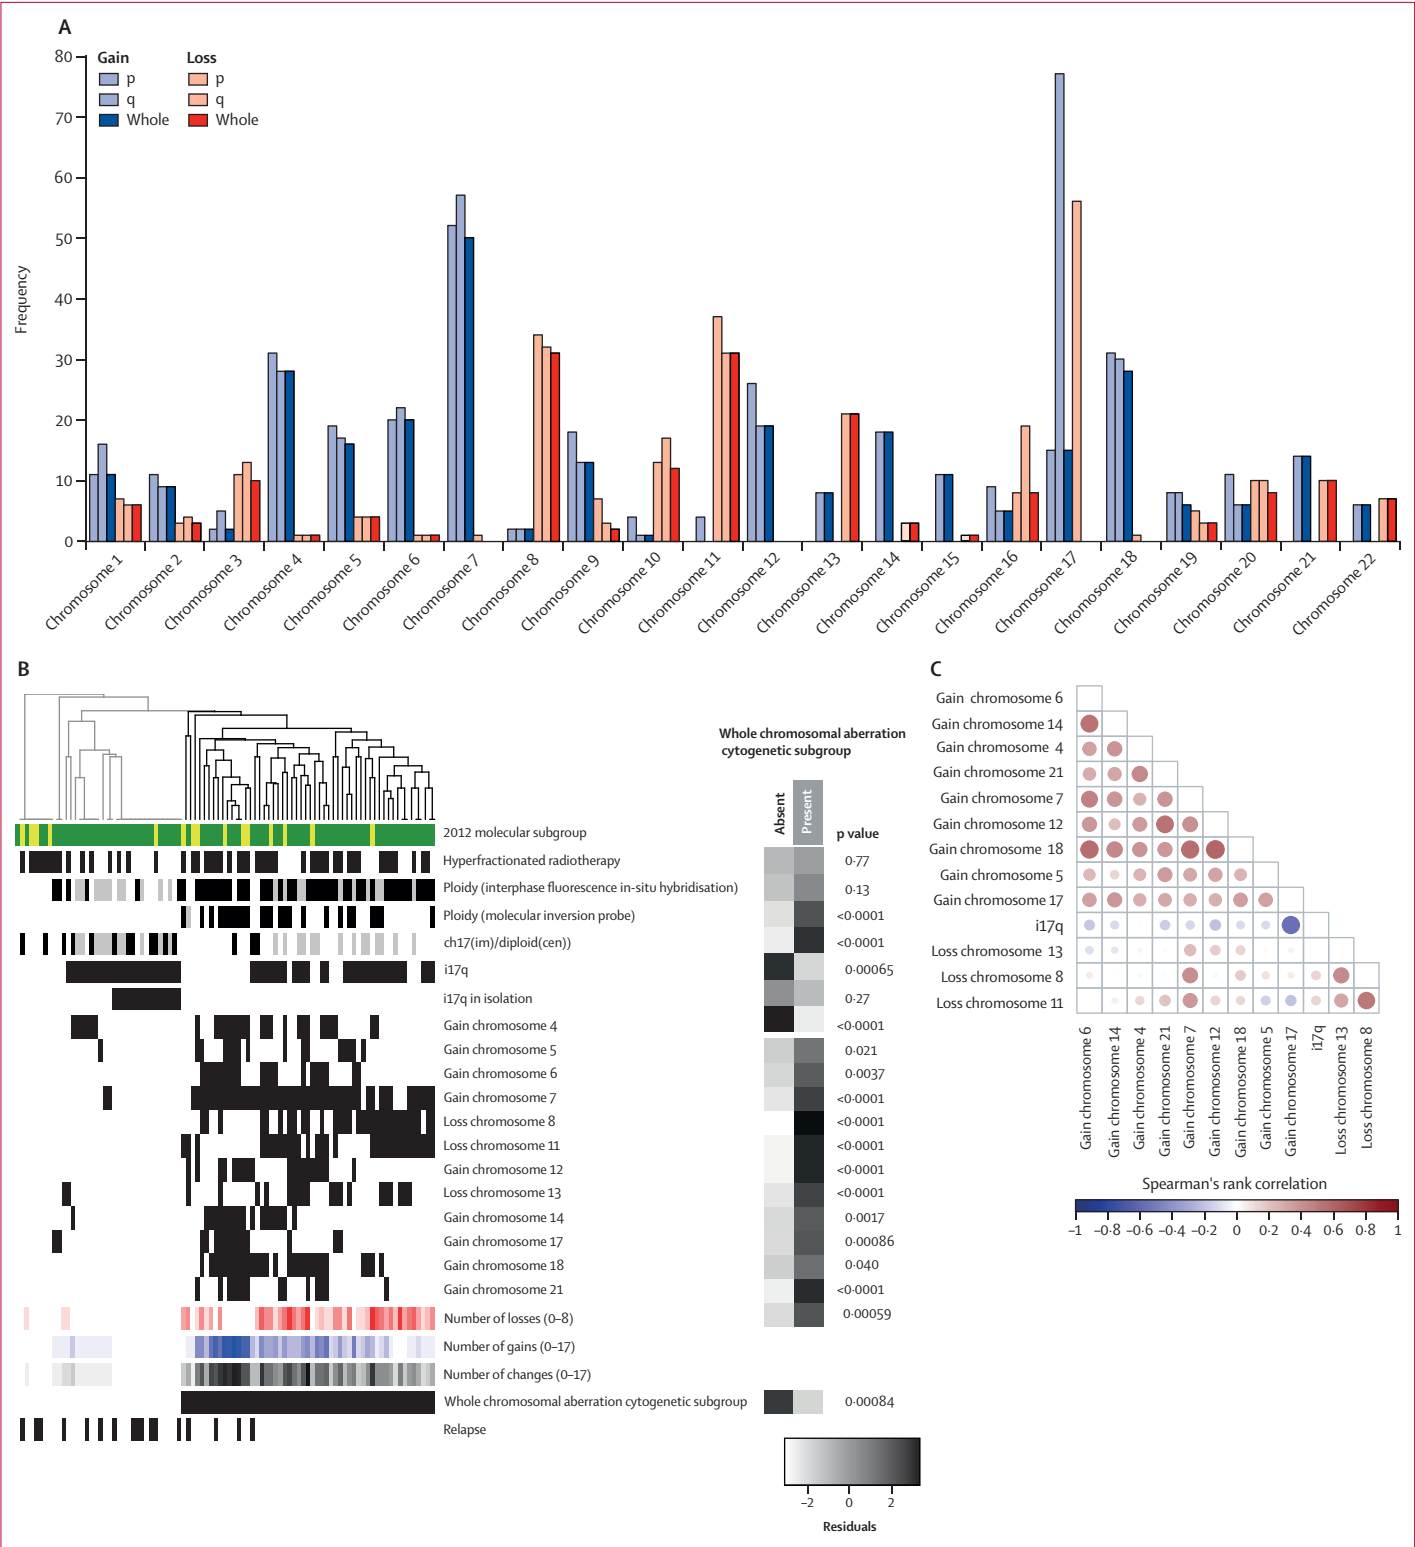 A
Gain Loss
p p
q q
Whole Whole
Frequency
80
70
60
50
40
30
20
10
0
Chromosome 1
Chromosome 2
Chromosome 3
Chromosome 4
Chromosome 5
Chromosome 6
Chromosome 7
Chromosome 8
Chromosome 9
Chromosome 10
Chromosome 11
Chromosome 12
Chromosome 13
Chromosome 14
Chromosome 15
Chromosome 16
Chromosome 17
Chromosome 18
Chromosome 19
Chromosome 20
Chromosome 21
Chromosome 22
B
Whole chromosomal aberration
cytogenetic subgroup
Absent
Present
p value
2012 molecular subgroup
Hyperfractionated radiotherapy 0·77
Ploidy (interphase fluorescence in-situ hybridisation) 0·13
Ploidy (molecular inversion probe) <0·0001
ch17(im)/diploid(cen)) <0·0001
i17q 0·00065
i17q in isolation 0·27
Gain chromosome 4 <0·0001
Gain chromosome 5 0·021
Gain chromosome 6 0·0037
Gain chromosome 7 <0·0001
Loss chromosome 8 <0·0001
Loss chromosome 11 <0·0001
Gain chromosome 12 <0·0001
Loss chromosome 13 <0·0001
Gain chromosome 14 0·0017
Gain chromosome 17 0·00086
Gain chromosome 18 0·040
Gain chromosome 21 <0·0001
Number of losses (0–8) 0·00059
Number of gains (0–17)
Number of changes (0–17)
Whole chromosomal aberration cytogenetic subgroup 0·00084
Relapse
–2 0 2
Residuals
C
Gain chromosome 6
Gain chromosome 14
Gain chromosome 4
Gain chromosome 21
Gain chromosome 7
Gain chromosome 12
Gain chromosome 18
Gain chromosome 5
Gain chromosome 17
i17q
Loss chromosome 13
Loss chromosome 8
Loss chromosome 11
Gain chromosome 6
Gain chromosome 14
Gain chromosome 4
Gain chromosome 21
Gain chromosome 7
Gain chromosome 12
Gain chromosome 18
Gain chromosome 5
Gain chromosome 17
i17q
Loss chromosome 13
Loss chromosome 8
Spearman's rank correlation
–1 –0·8 –0·6 –0·4 –0·2 0 0·2 0·4 0·6 0·8 1